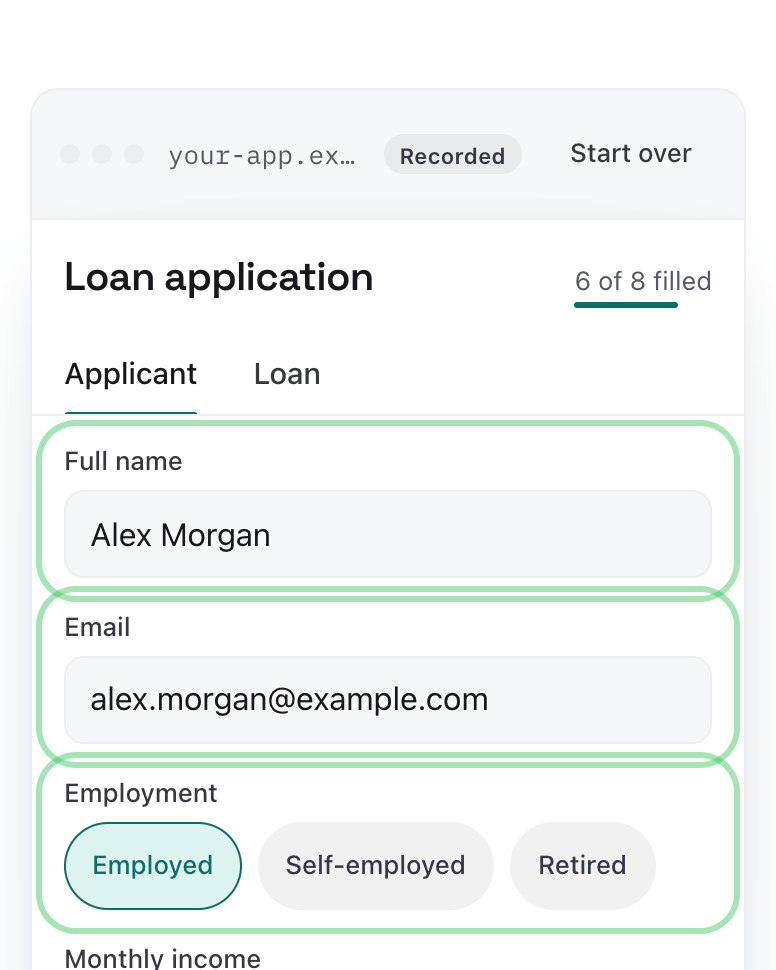 your-app.ex… Recorded Start over
Loan application 6 of 8 filled
Applicant Loan
Full name
Alex Morgan
Email
alex.morgan@example.com
Employment
Employed Self-employed Retired
Monthly income